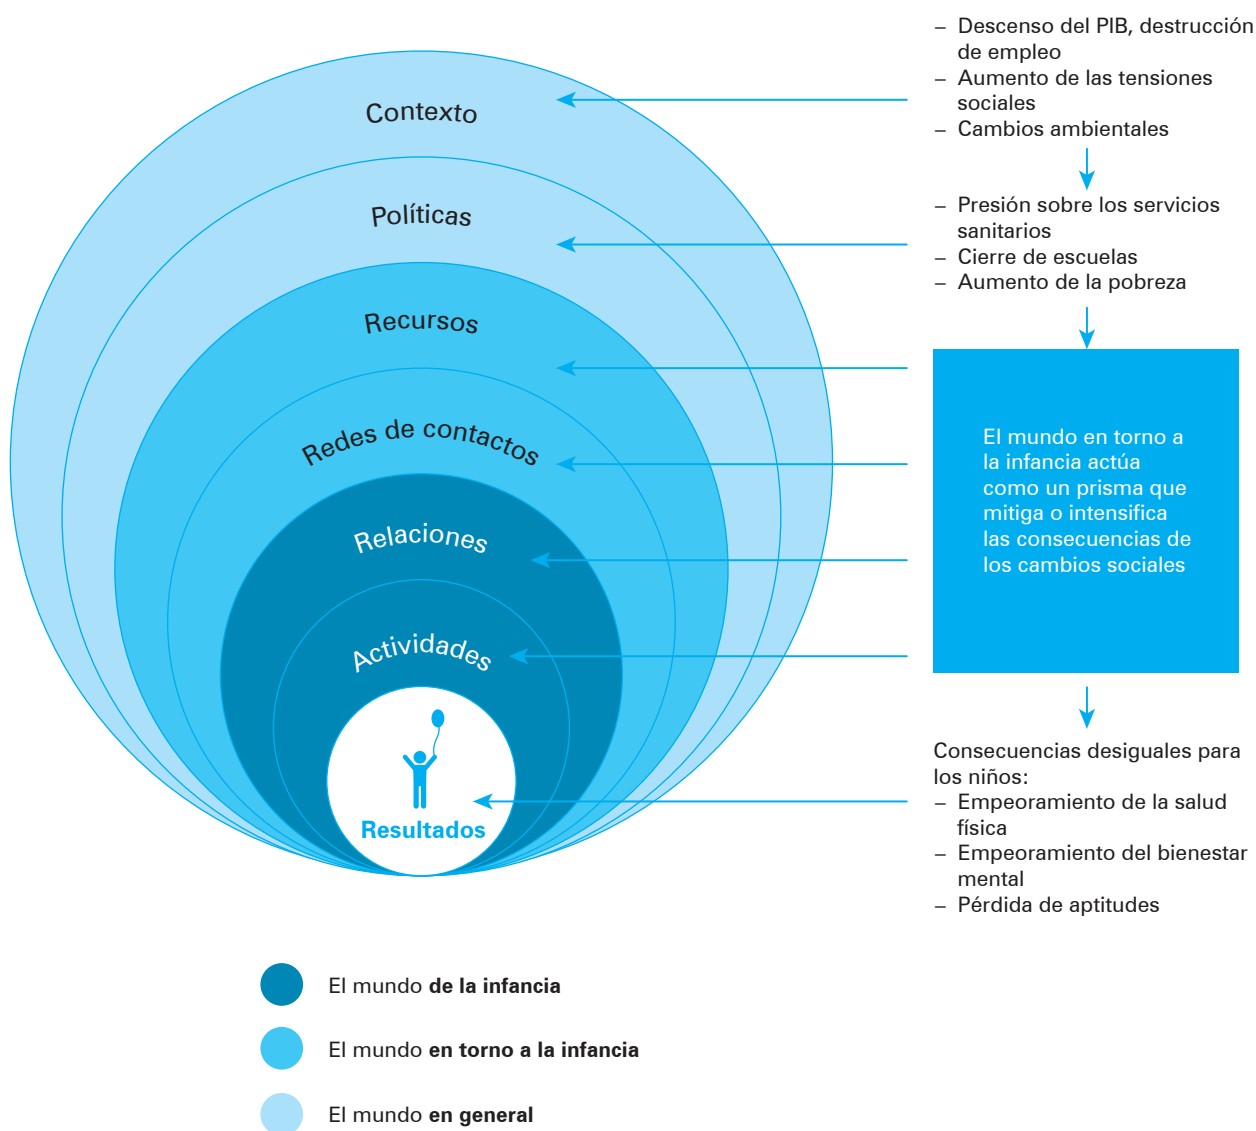 Contexto
Políticas
Recursos
Redes de contactos
Relaciones
Actividades
Resultados
– Descenso del PIB, destrucción
de empleo
– Aumento de las tensiones
sociales
– Cambios ambientales
– Presión sobre los servicios
sanitarios
– Cierre de escuelas
– Aumento de la pobreza
El mundo en torno a
la infancia actúa
como un prisma que
mitiga o intensifica
las consecuencias de
los cambios sociales
Consecuencias desiguales para
los niños:
– Empeoramiento de la salud
física
– Empeoramiento del bienestar
mental
– Pérdida de aptitudes
El mundo de la infancia
El mundo en torno a la infancia
El mundo en general